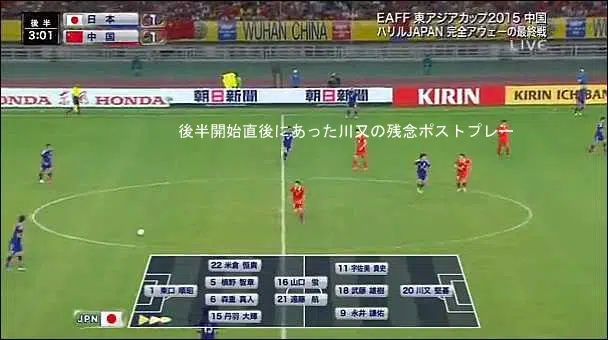 後半
3:01
日本 1
中国 1
WUHAN CHINA
WUHAN
EAFF 東アジアカップ2015 中国
ハリルJAPAN 完全アウェーの最終戦
LIVE
HONDA
HONDA
朝日新聞
朝日新聞
KIRIN
KIRIN ICHIBAN
後半開始直後にあった川又の残念ポストプレー
22 米倉 恒貴
11 宇佐美 貴史
5 槙野 智章
16 山口 蛍
1 東口 順昭
18 武藤 雄樹
20 川又 堅碁
6 森重 真人
21 遠藤 航
15 丹羽 大輝
9 永井 謙佑
JPN